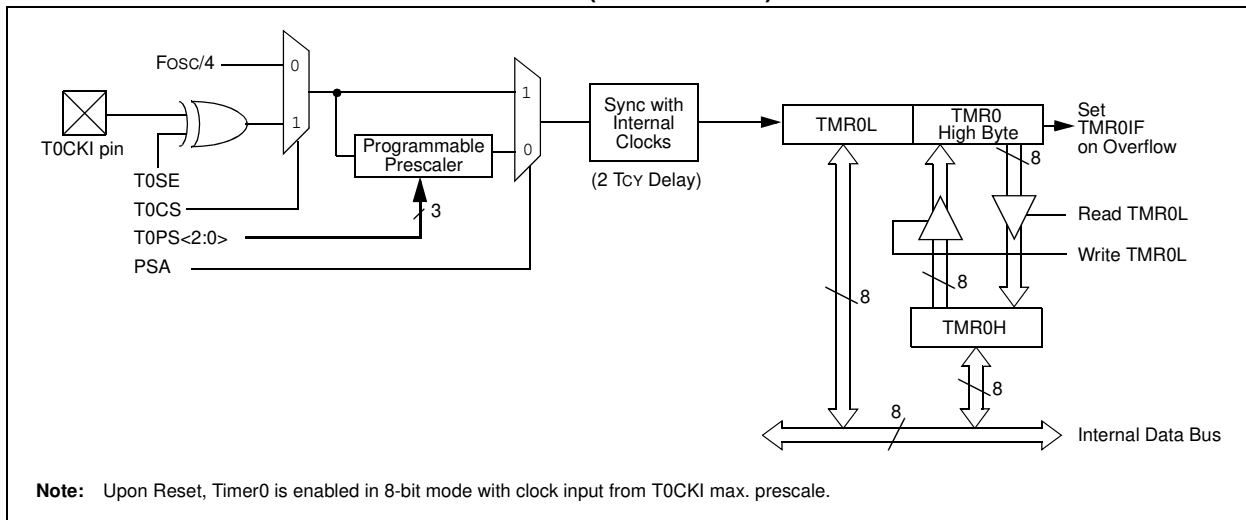 Fosc/4
0
1
T0CKI pin
T0SE
T0CS
T0PS<2:0>
PSA
Programmable
Prescaler
3
1
0
Sync with
Internal
Clocks
(2 TCY Delay)
TMR0L
TMR0
High Byte
Set
TMR0IF
on Overflow
8
Read TMR0L
Write TMR0L
8
8
TMR0H
8
8
Internal Data Bus
Note: Upon Reset, Timer0 is enabled in 8-bit mode with clock input from T0CKI max. prescale.